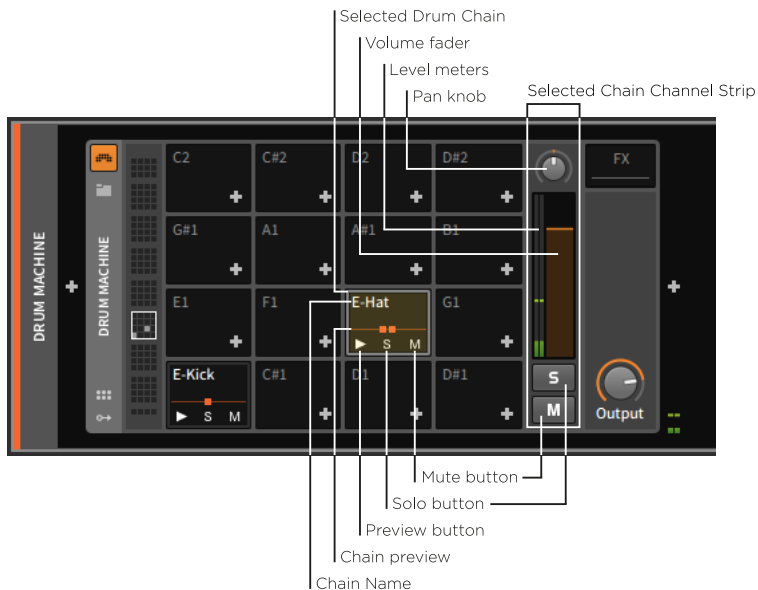 Selected Drum Chain
Volume fader
Level meters
Pan knob
Selected Chain Channel Strip
DRUM MACHINE
DRUM MACHINE
C2
C#2
D2
D#2
FX
G#1
A1
A#1
B1
E1
F1
E-Hat
G1
S M
E-Kick
C#1
D1
D#1
S M
S
M
Output
Mute button
Solo button
Preview button
Chain preview
Chain Name